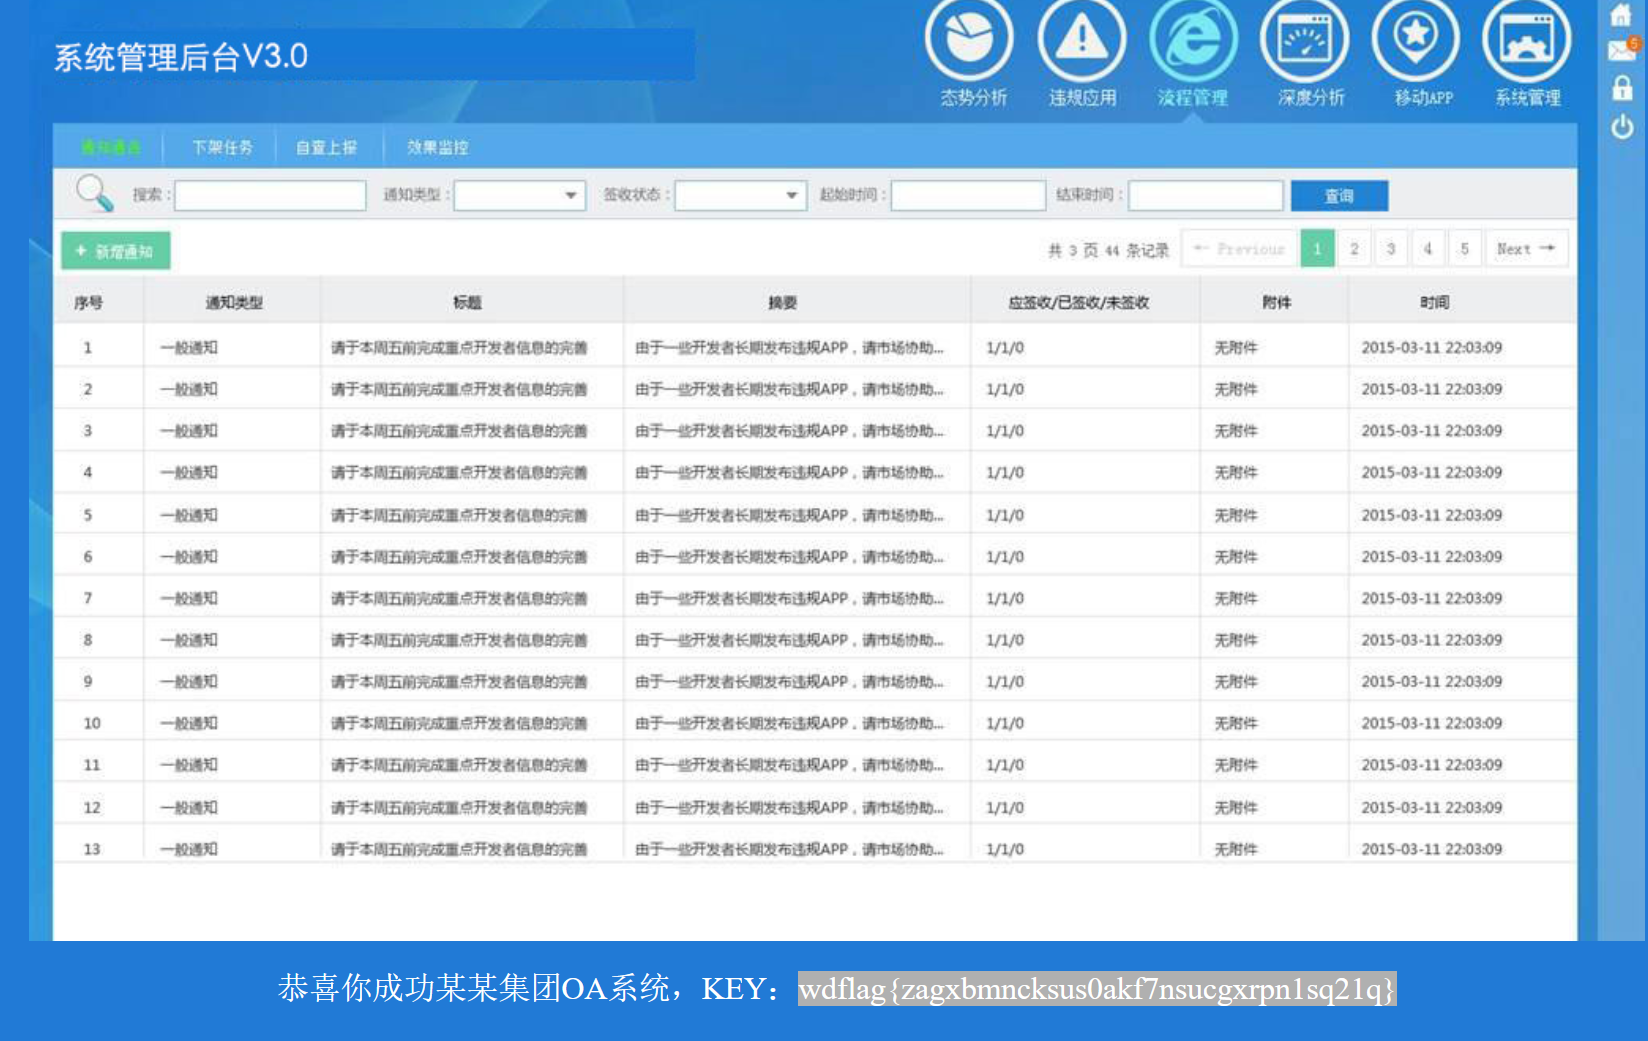 系统管理后台V3.0
态势分析 违规应用 流程管理 深度分析 移动APP 系统管理
5
通知通告 下架任务 自查上报 效果监控
搜索： 通知类型： 签收状态： 起始时间： 结束时间： 查询
+ 新增通知 共 3 页 44 条记录 ← Previous 1 2 3 4 5 Next →
序号 通知类型 标题 摘要 应签收/已签收/未签收 附件 时间
1 一般通知 请于本周五前完成重点开发者信息的完善 由于一些开发者长期发布违规APP，请市场协助... 1/1/0 无附件 2015-03-11 22:03:09
2 一般通知 请于本周五前完成重点开发者信息的完善 由于一些开发者长期发布违规APP，请市场协助... 1/1/0 无附件 2015-03-11 22:03:09
3 一般通知 请于本周五前完成重点开发者信息的完善 由于一些开发者长期发布违规APP，请市场协助... 1/1/0 无附件 2015-03-11 22:03:09
4 一般通知 请于本周五前完成重点开发者信息的完善 由于一些开发者长期发布违规APP，请市场协助... 1/1/0 无附件 2015-03-11 22:03:09
5 一般通知 请于本周五前完成重点开发者信息的完善 由于一些开发者长期发布违规APP，请市场协助... 1/1/0 无附件 2015-03-11 22:03:09
6 一般通知 请于本周五前完成重点开发者信息的完善 由于一些开发者长期发布违规APP，请市场协助... 1/1/0 无附件 2015-03-11 22:03:09
7 一般通知 请于本周五前完成重点开发者信息的完善 由于一些开发者长期发布违规APP，请市场协助... 1/1/0 无附件 2015-03-11 22:03:09
8 一般通知 请于本周五前完成重点开发者信息的完善 由于一些开发者长期发布违规APP，请市场协助... 1/1/0 无附件 2015-03-11 22:03:09
9 一般通知 请于本周五前完成重点开发者信息的完善 由于一些开发者长期发布违规APP，请市场协助... 1/1/0 无附件 2015-03-11 22:03:09
10 一般通知 请于本周五前完成重点开发者信息的完善 由于一些开发者长期发布违规APP，请市场协助... 1/1/0 无附件 2015-03-11 22:03:09
11 一般通知 请于本周五前完成重点开发者信息的完善 由于一些开发者长期发布违规APP，请市场协助... 1/1/0 无附件 2015-03-11 22:03:09
12 一般通知 请于本周五前完成重点开发者信息的完善 由于一些开发者长期发布违规APP，请市场协助... 1/1/0 无附件 2015-03-11 22:03:09
13 一般通知 请于本周五前完成重点开发者信息的完善 由于一些开发者长期发布违规APP，请市场协助... 1/1/0 无附件 2015-03-11 22:03:09
恭喜你成功某某集团OA系统，KEY：wdflag{zagxbmncksus0akf7nsucgxrpn1sq21q}